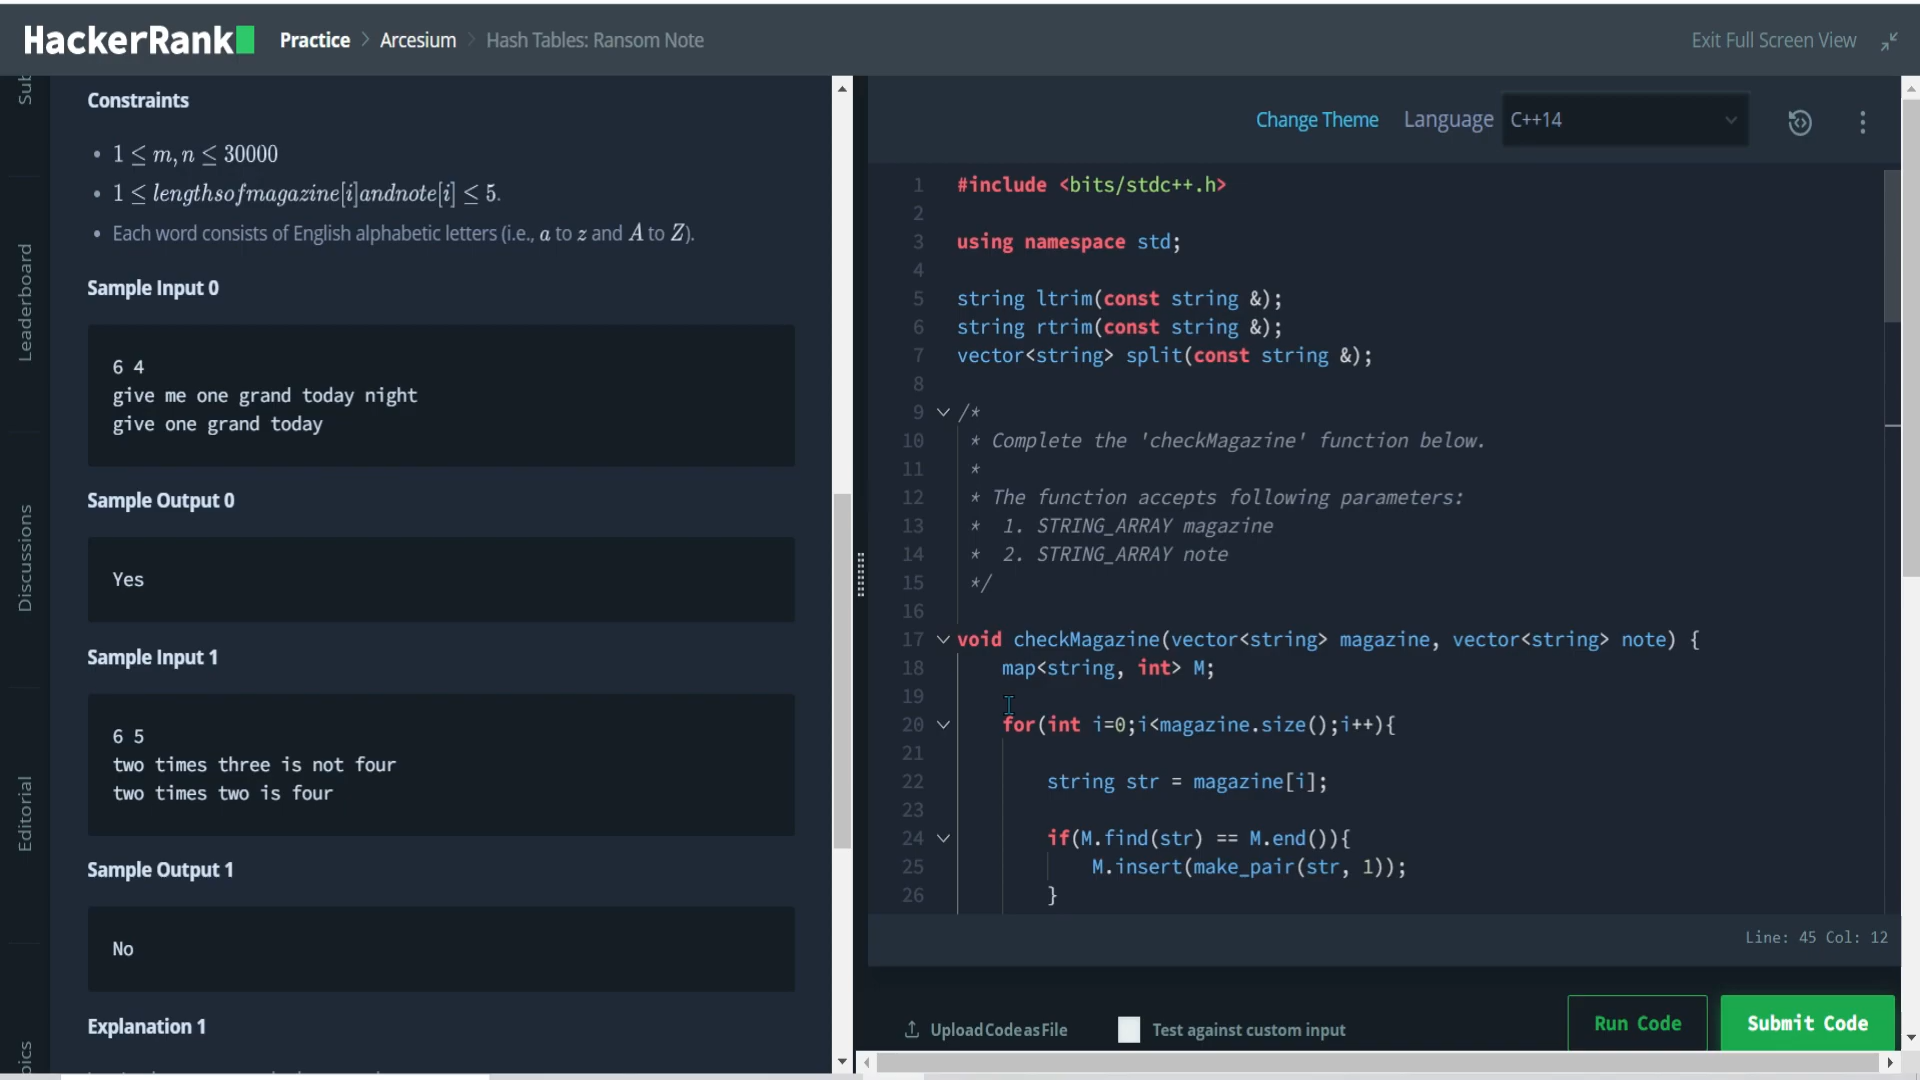 HackerRank Practice > Arcesium > Hash Tables: Ransom Note Exit Full Screen View
Leaderboard
Discussions
Editorial
Constraints
• 1 ≤ m, n ≤ 30000
• 1 ≤ lengthsofmagazine[i]andnote[i] ≤ 5.
• Each word consists of English alphabetic letters (i.e., a to z and A to Z).
Sample Input 0
6 4
give me one grand today night
give one grand today
Sample Output 0
Yes
Sample Input 1
6 5
two times three is not four
two times two is four
Sample Output 1
No
Explanation 1
Change Theme Language C++14
1 #include <bits/stdc++.h>
2
3 using namespace std;
4
5 string ltrim(const string &);
6 string rtrim(const string &);
7 vector<string> split(const string &);
8
9 /*
10 * Complete the 'checkMagazine' function below.
11 *
12 * The function accepts following parameters:
13 * 1. STRING_ARRAY magazine
14 * 2. STRING_ARRAY note
15 */
16
17 void checkMagazine(vector<string> magazine, vector<string> note) {
18 map<string, int> M;
19
20 for(int i=0;i<magazine.size();i++){
21
22 string str = magazine[i];
23
24 if(M.find(str) == M.end()){
25 M.insert(make_pair(str, 1));
26 }
Line: 45 Col: 12
Upload Code as File Test against custom input Run Code Submit Code